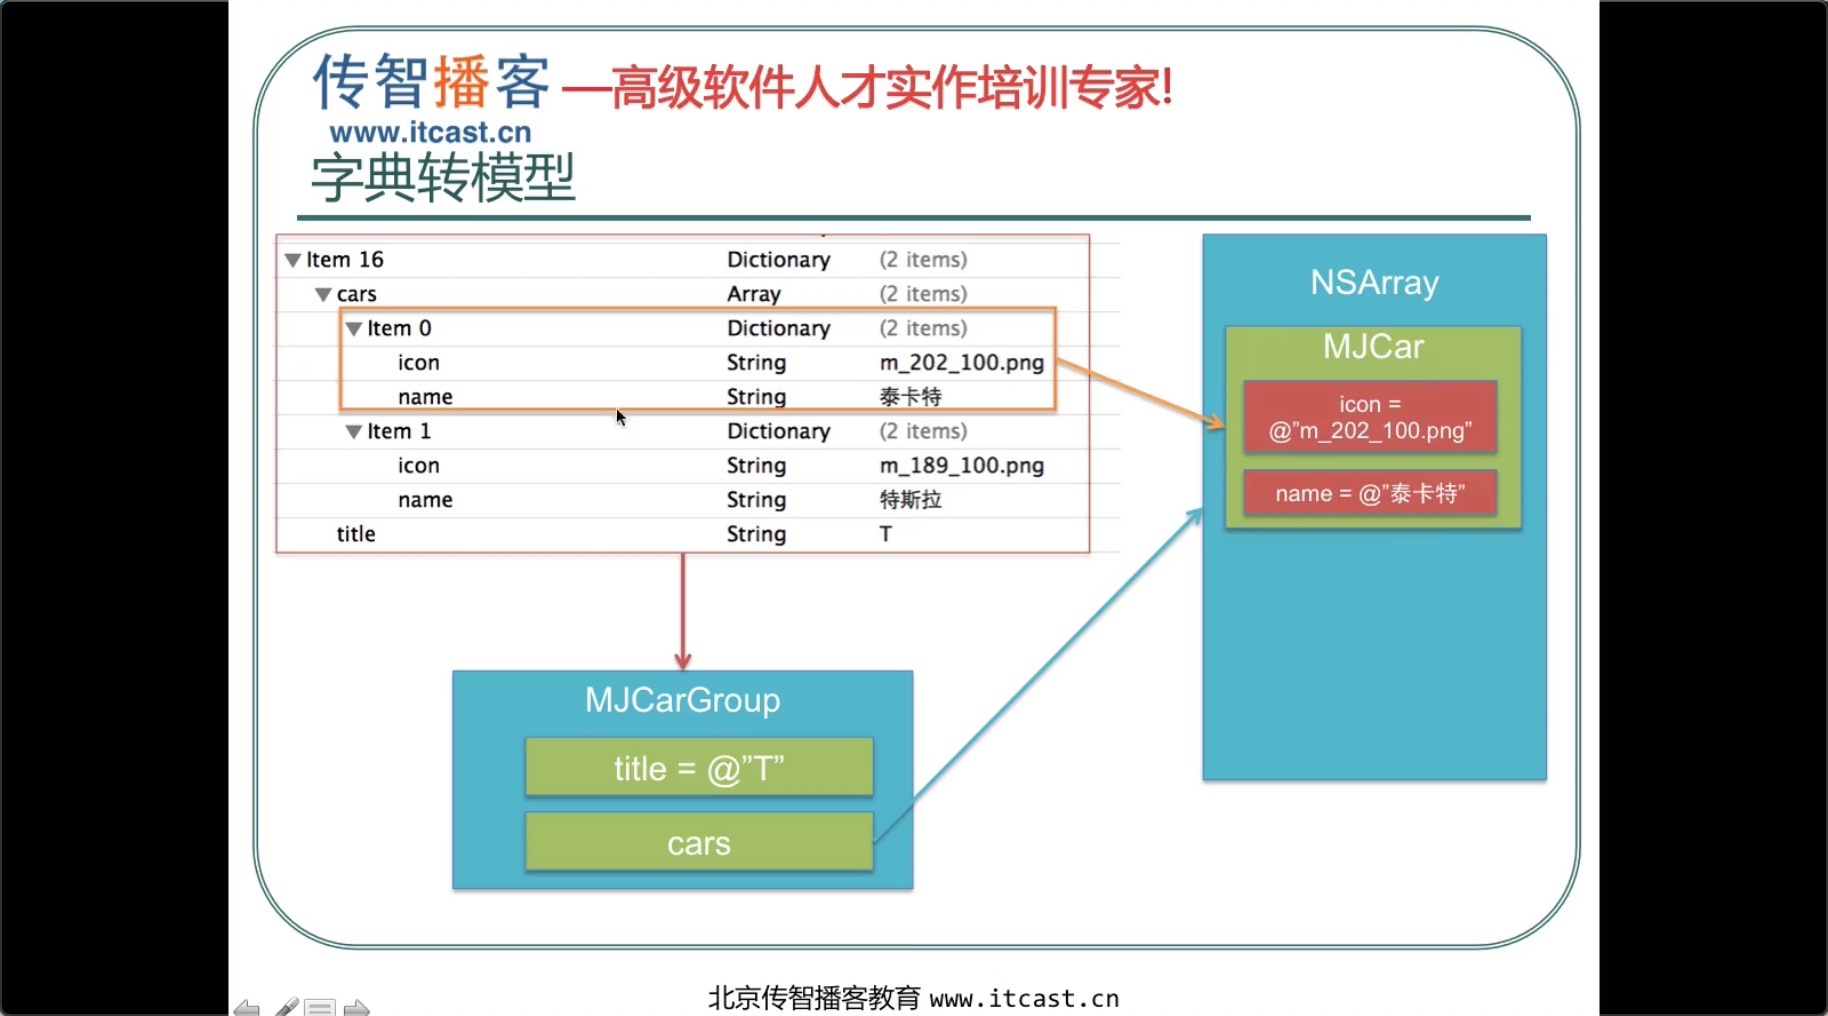 传智播客 —高级软件人才实作培训专家!
www.itcast.cn
字典转模型
Item 16 Dictionary (2 items)
cars Array (2 items)
Item 0 Dictionary (2 items)
icon String m_202_100.png
name String 泰卡特
Item 1 Dictionary (2 items)
icon String m_189_100.png
name String 特斯拉
title String T
NSArray
MJCar
icon =
@”m_202_100.png”
name = @”泰卡特”
MJCarGroup
title = @”T”
cars
北京传智播客教育 www.itcast.cn